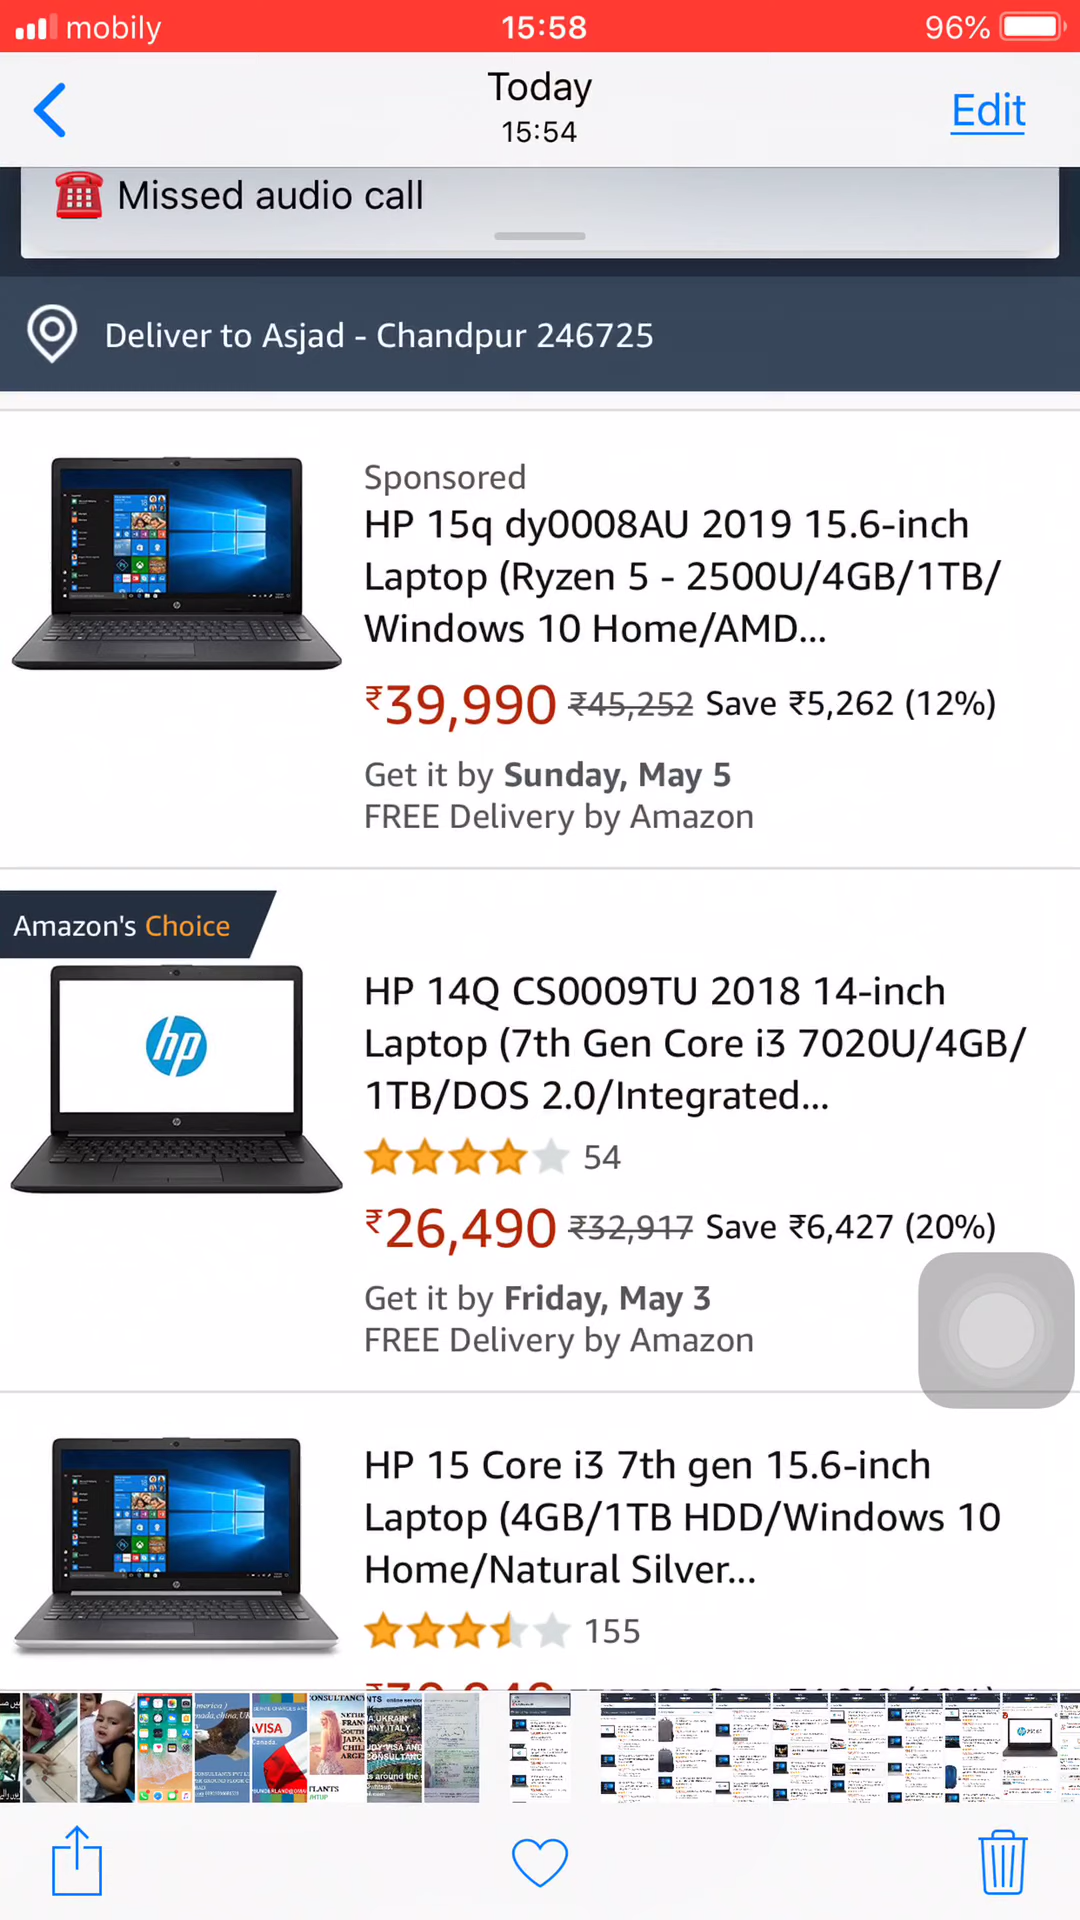 mobily 15:58 96%
Today
15:54
Edit
☎️ Missed audio call
Deliver to Asjad - Chandpur 246725
Sponsored
HP 15q dy0008AU 2019 15.6-inch
Laptop (Ryzen 5 - 2500U/4GB/1TB/
Windows 10 Home/AMD...
₹39,990 ₹45,252 Save ₹5,262 (12%)
Get it by Sunday, May 5
FREE Delivery by Amazon
Amazon's Choice
hp
HP 14Q CS0009TU 2018 14-inch
Laptop (7th Gen Core i3 7020U/4GB/
1TB/DOS 2.0/Integrated...
54
₹26,490 ₹32,917 Save ₹6,427 (20%)
Get it by Friday, May 3
FREE Delivery by Amazon
HP 15 Core i3 7th gen 15.6-inch
Laptop (4GB/1TB HDD/Windows 10
Home/Natural Silver...
155
VISA
Canada.